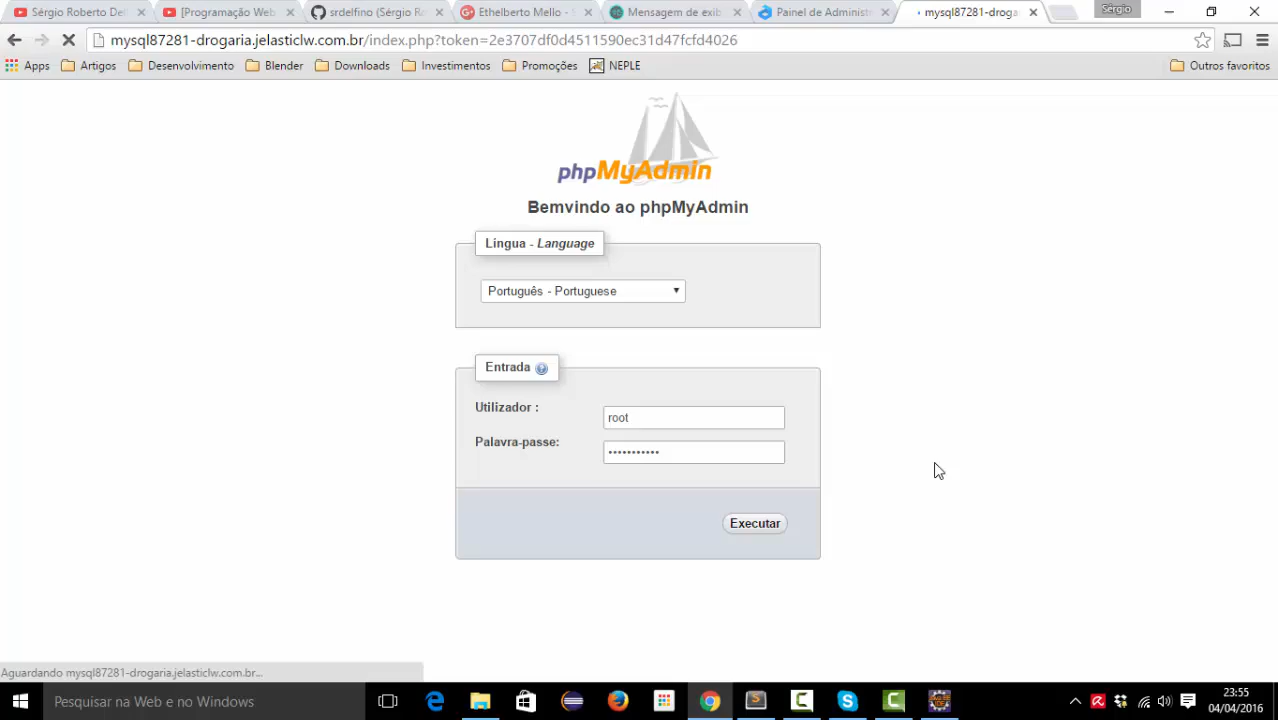 Sérgio Roberto Del
[Programação Web
srdelfino (Sérgio Ro
Ethelberto Mello - S
Mensagem de exib
Painel de Administr
mysql87281-droga
Sérgio
mysql87281-drogaria.jelasticlw.com.br/index.php?token=2e3707df0d4511590ec31d47fcfd4026
Apps
Artigos
Desenvolvimento
Blender
Downloads
Investimentos
Promoções
NEPLE
Outros favoritos
phpMyAdmin
Bemvindo ao phpMyAdmin
Língua - Language
Português - Portuguese
Entrada
Utilizador :
root
Palavra-passe:
Executar
Aguardando mysql87281-drogaria.jelasticlw.com.br...
Pesquisar na Web e no Windows
23:55
04/04/2016